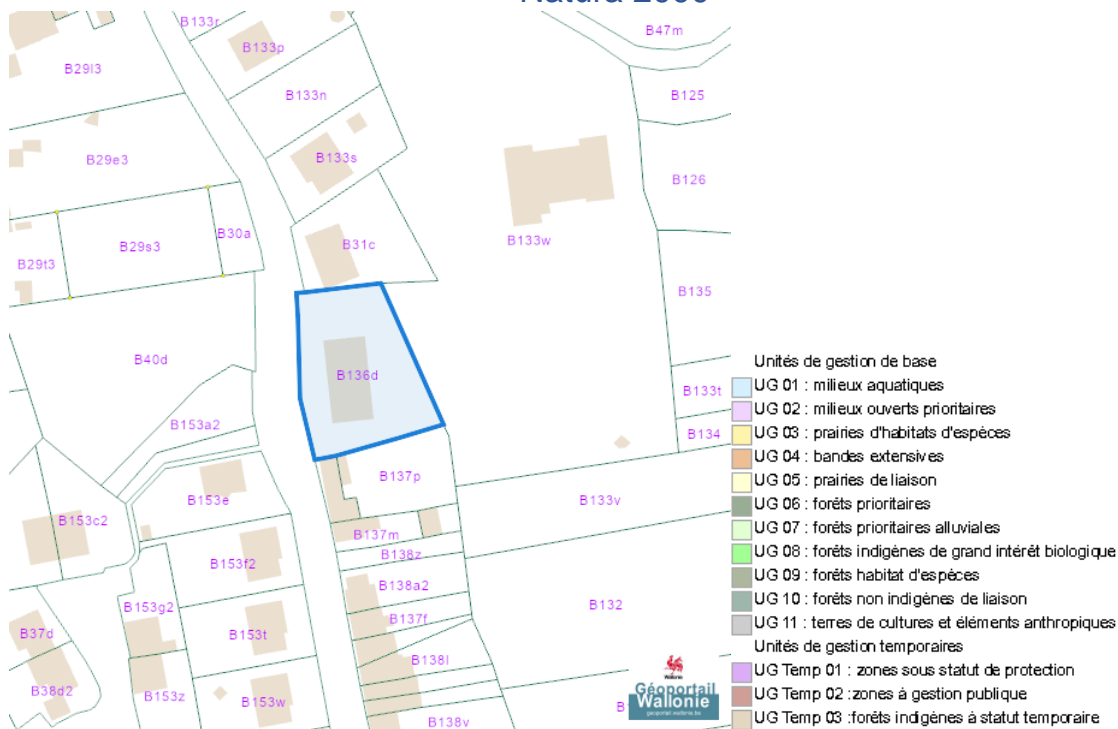 Natura 2000
B133r
B47m
B133p
B29l3
B133n
B125
B133s
B29e3
B126
B30a
B29s3
B31c
B133w
B29t3
B135
B40d
B136d
B133t
B153a2
B134
B137p
B153e
B133v
B153c2
B137m
B138z
B153f2
B138a2
B153g2
B132
B137f
B37d
B153t
B138l
B38d2
B153z
B153w
B138v
Wallonie
Géoportail
Wallonie
geoportail.wallonie.be
Unités de gestion de base
UG 01 : milieux aquatiques
UG 02 : milieux ouverts prioritaires
UG 03 : prairies d'habitats d'espèces
UG 04 : bandes extensives
UG 05 : prairies de liaison
UG 06 : forêts prioritaires
UG 07 : forêts prioritaires alluviales
UG 08 : forêts indigènes de grand intérêt biologique
UG 09 : forêts habitat d'espèces
UG 10 : forêts non indigènes de liaison
UG 11 : terres de cultures et éléments anthropiques
Unités de gestion temporaires
UG Temp 01 : zones sous statut de protection
UG Temp 02 :zones à gestion publique
UG Temp 03 :forêts indigènes à statut temporaire